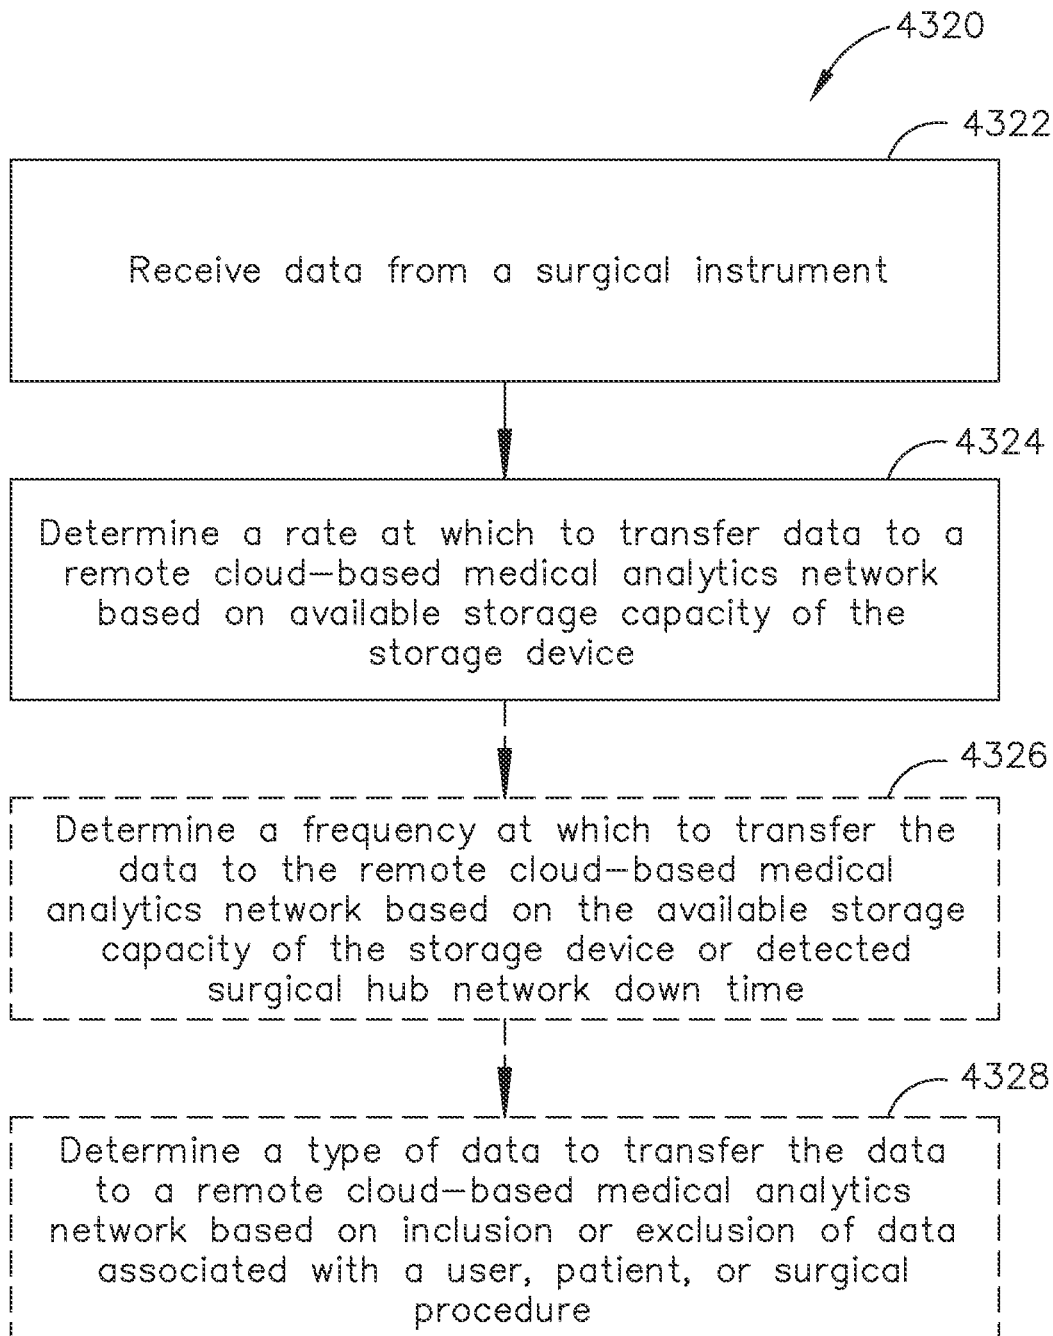 4320
4322
Receive data from a surgical instrument
4324
Determine a rate at which to transfer data to a
remote cloud-based medical analytics network
based on available storage capacity of the
storage device
4326
Determine a frequency at which to transfer the
data to the remote cloud-based medical
analytics network based on the available storage
capacity of the storage device or detected
surgical hub network down time
4328
Determine a type of data to transfer the data
to a remote cloud-based medical analytics
network based on inclusion or exclusion of data
associated with a user, patient, or surgical
procedure